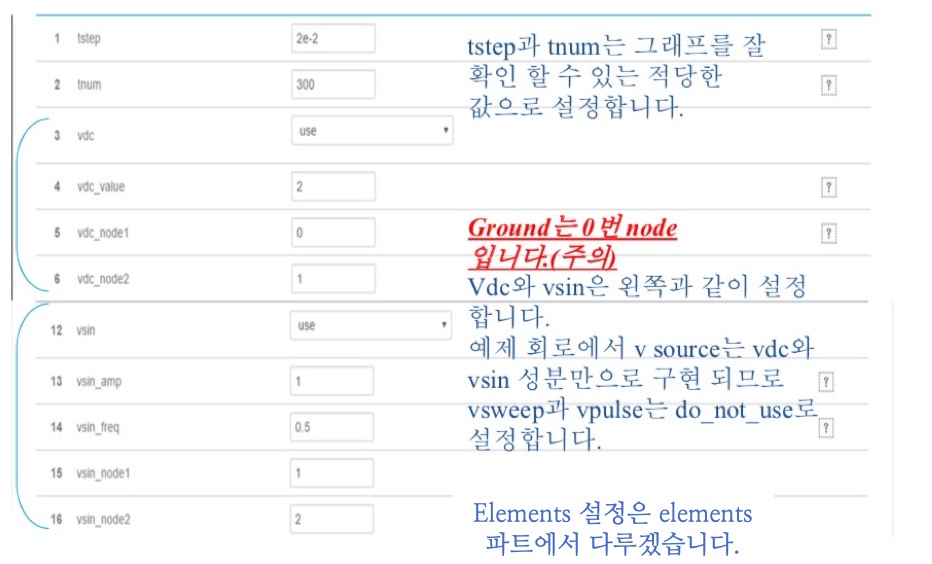 1 tstep 2e-2 ?
tstep과 tnum는 그래프를 잘
확인 할 수 있는 적당한
값으로 설정합니다.
2 tnum 300 ?
3 vdc use
4 vdc_value 2 ?
5 vdc_node1 0 ?
6 vdc_node2 1
Ground는 0번 node
입니다.(주의)
Vdc와 vsin은 왼쪽과 같이 설정
합니다.
예제 회로에서 v source는 vdc와
vsin 성분만으로 구현 되므로
vsweep과 vpulse는 do_not_use로
설정합니다.
12 vsin use
13 vsin_amp 1 ?
14 vsin_freq 0.5 ?
15 vsin_node1 1
16 vsin_node2 2
Elements 설정은 elements
파트에서 다루겠습니다.